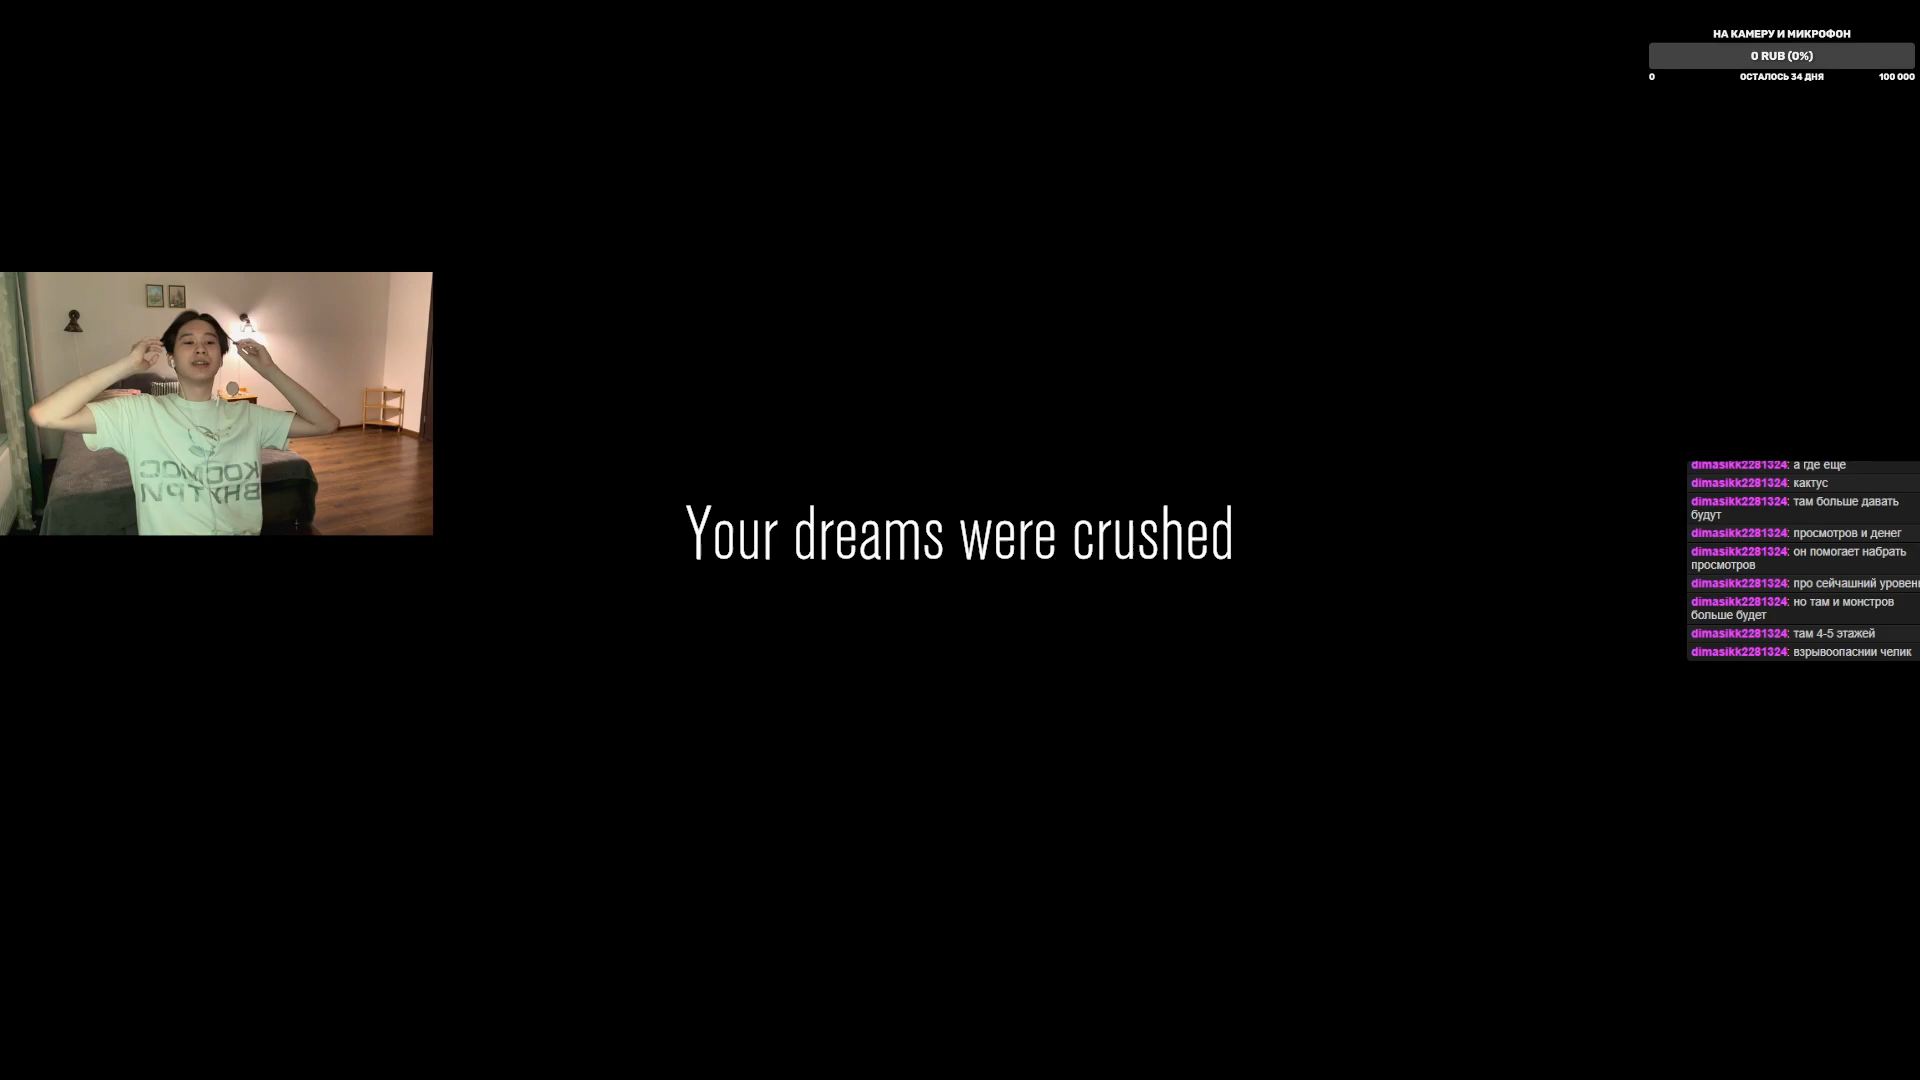 НА КАМЕРУ И МИКРОФОН
0 RUB (0%)
0 ОСТАЛОСЬ 34 ДНЯ 100 000
КОСМОС
ВНУТРИ
Your dreams were crushed
dimasikk2281324: а где еще
dimasikk2281324: кактус
dimasikk2281324: там больше давать
будут
dimasikk2281324: просмотров и денег
dimasikk2281324: он помогает набрать
просмотров
dimasikk2281324: про сейчашний уровень
dimasikk2281324: но там и монстров
больше будет
dimasikk2281324: там 4-5 этажей
dimasikk2281324: взрывоопаснии челик